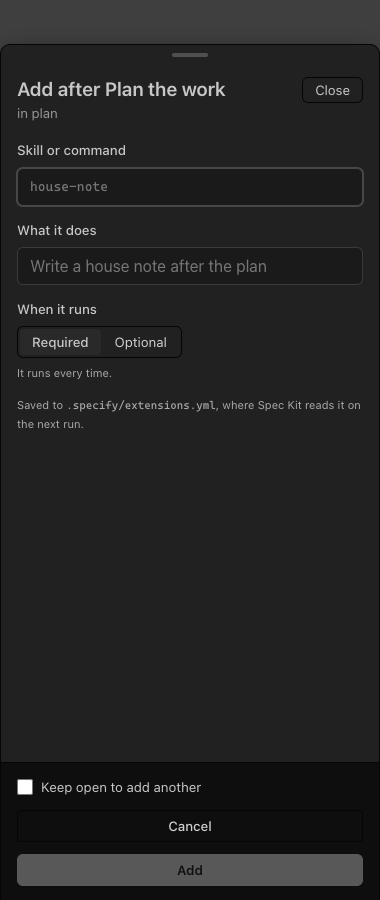 Add after Plan the work
Close
in plan
Skill or command
house-note
What it does
Write a house note after the plan
When it runs
Required
Optional
It runs every time.
Saved to .specify/extensions.yml, where Spec Kit reads it on
the next run.
Keep open to add another
Cancel
Add